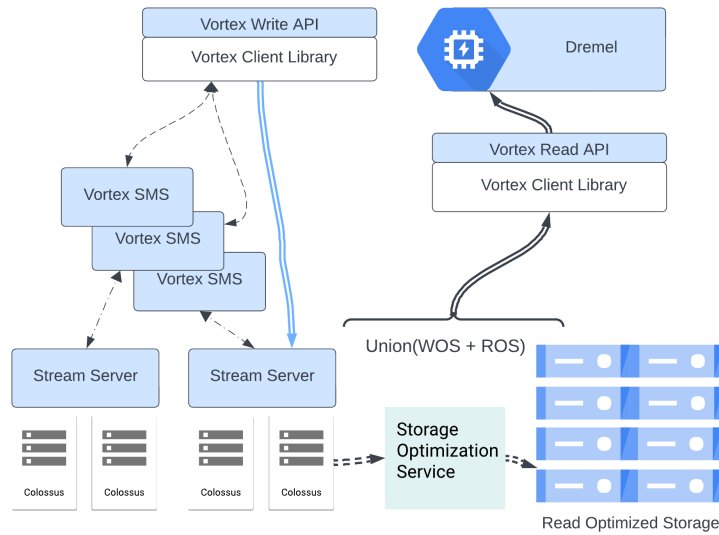 Vortex Write API
Vortex Client Library
Dremel
Vortex Read API
Vortex Client Library
Vortex SMS
Vortex SMS
Vortex SMS
Union(WOS + ROS)
Stream Server
Stream Server
Storage
Optimization
Service
Colossus
Colossus
Colossus
Colossus
Read Optimized Storage